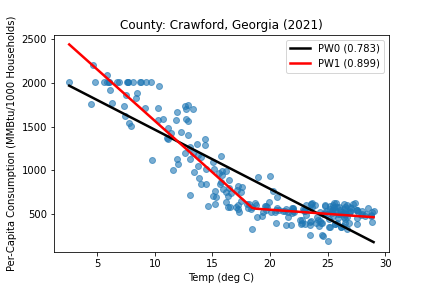 County: Crawford, Georgia (2021)
Per-Capita Consumption (MMBtu/1000 Households)
2500
2000
1500
1000
500
PW0 (0.783)
PW1 (0.899)
5 10 15 20 25 30
Temp (deg C)